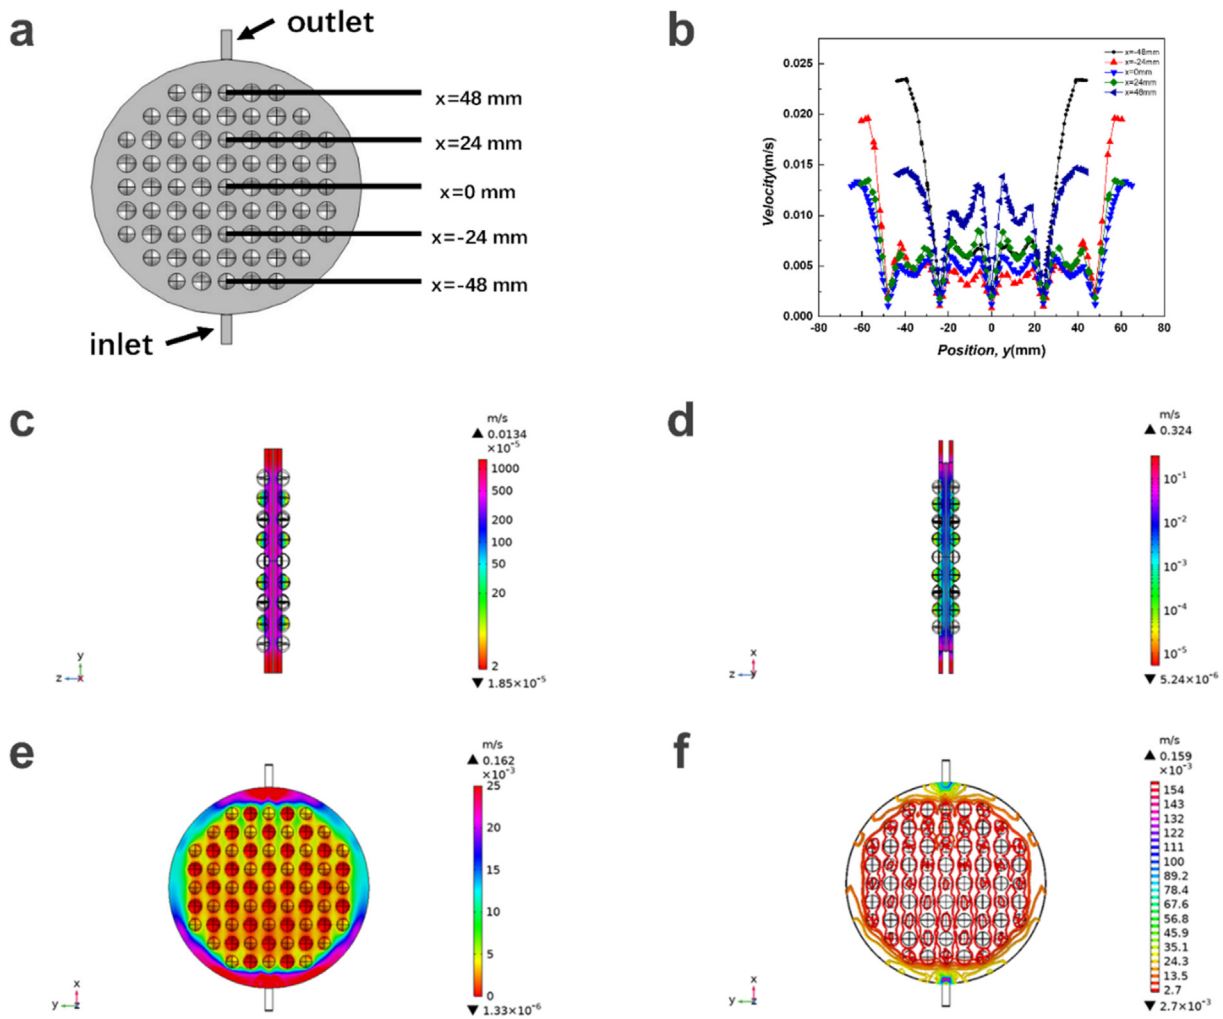 a
outlet
x=48 mm
x=24 mm
x=0 mm
x=-24 mm
x=-48 mm
inlet
b
x=-48mm
x=-24mm
x=0mm
x=24mm
x=48mm
0.025
0.020
0.015
0.010
0.005
0.000
Velocity(m/s)
-80 -60 -40 -20 0 20 40 60 80
Position, y(mm)
c
m/s
▲ 0.0134
×10⁻⁵
1000
500
200
100
50
20
2
▼ 1.85×10⁻⁵
y
z x
d
m/s
▲ 0.324
10⁻¹
10⁻²
10⁻³
10⁻⁴
10⁻⁵
▼ 5.24×10⁻⁶
x
z y
e
m/s
▲ 0.162
×10⁻³
25
20
15
10
5
0
▼ 1.33×10⁻⁶
x
y z
f
m/s
▲ 0.159
×10⁻³
154
143
132
122
111
100
89.2
78.4
67.6
56.8
45.9
35.1
24.3
13.5
2.7
▼ 2.7×10⁻³
x
y z